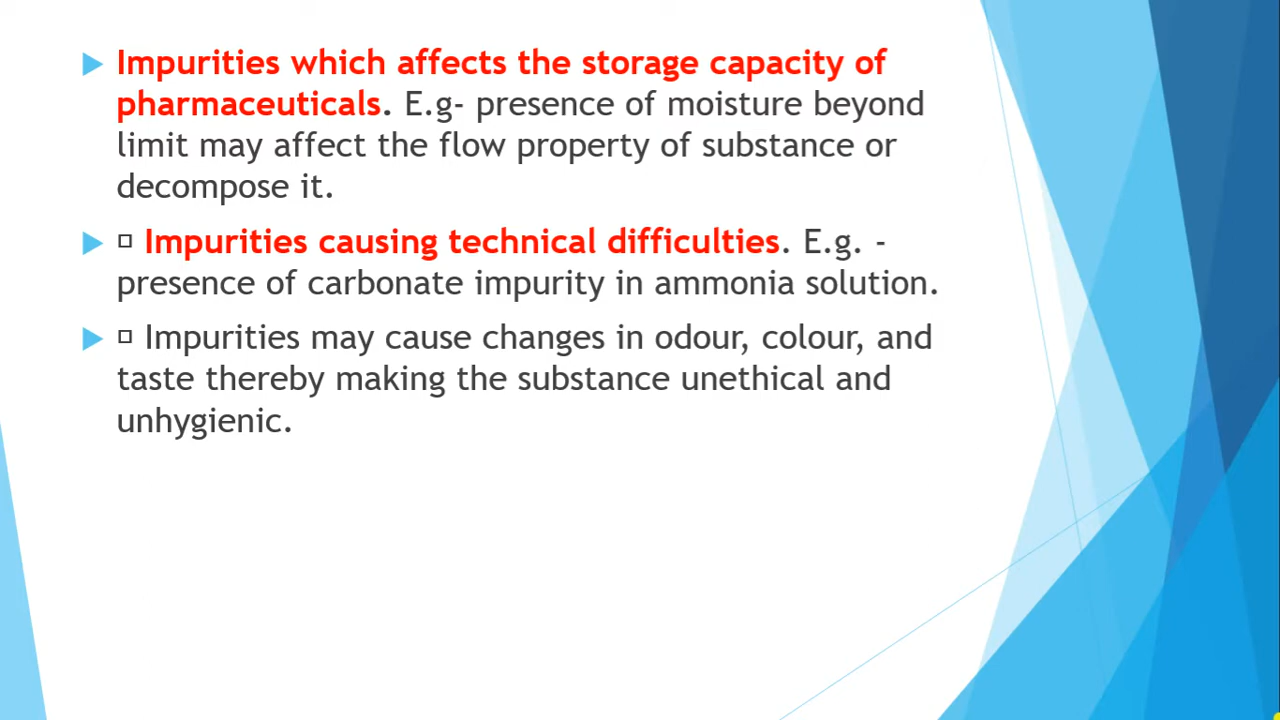 Impurities which affects the storage capacity of
pharmaceuticals. E.g- presence of moisture beyond
limit may affect the flow property of substance or
decompose it.
Impurities causing technical difficulties. E.g. -
presence of carbonate impurity in ammonia solution.
Impurities may cause changes in odour, colour, and
taste thereby making the substance unethical and
unhygienic.